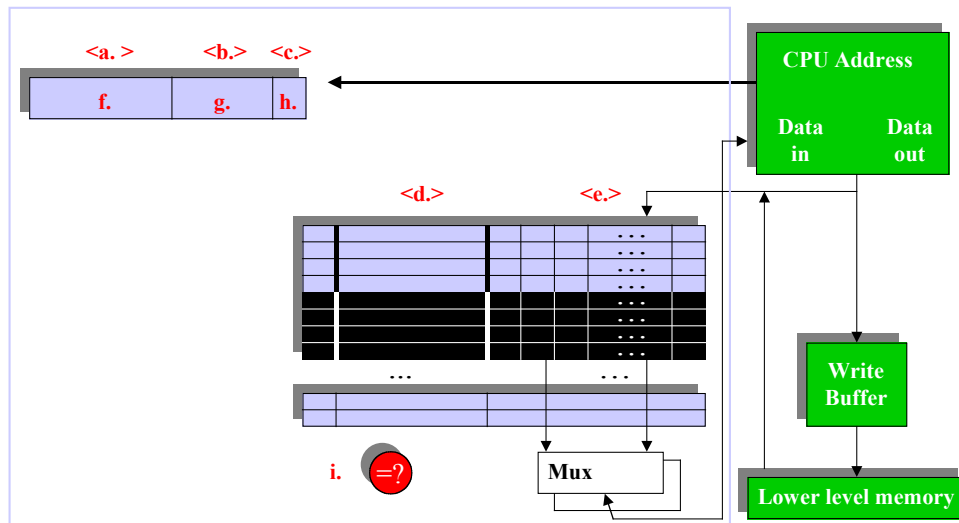 <a. >
<b.>
<c.>
f.
g.
h.
CPU Address
Data
in
Data
out
<d.>
<e.>
. . .
. . .
. . .
. . .
. . .
. . .
. . .
. . .
...
...
Write
Buffer
i.
=?
Mux
Lower level memory